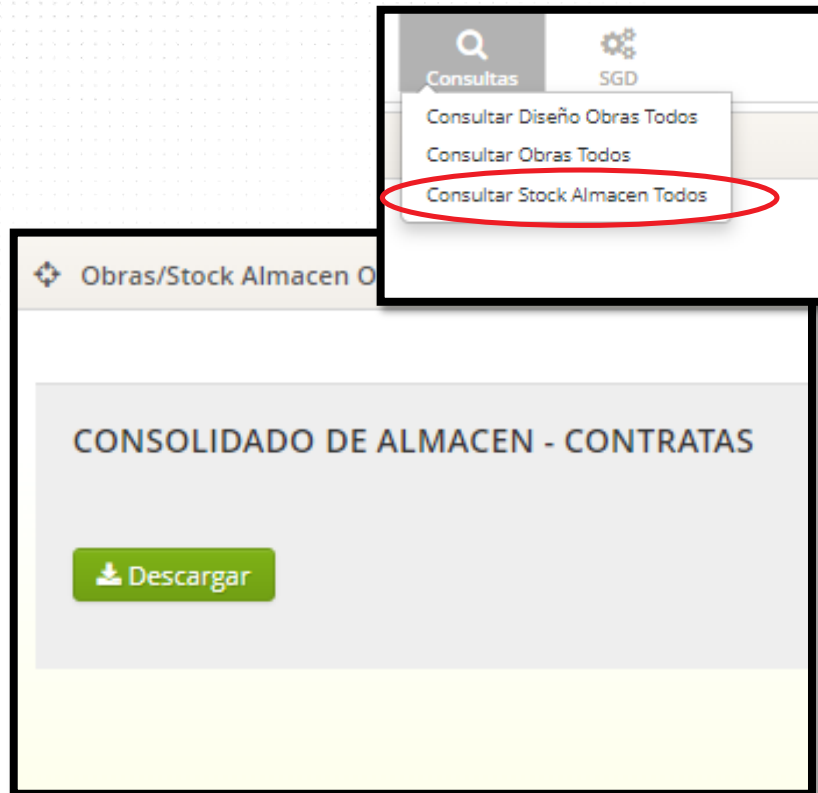 Consultas
SGD
Consultar Diseño Obras Todos
Consultar Obras Todos
Consultar Stock Almacen Todos
Obras/Stock Almacen O
CONSOLIDADO DE ALMACEN - CONTRATAS
Descargar